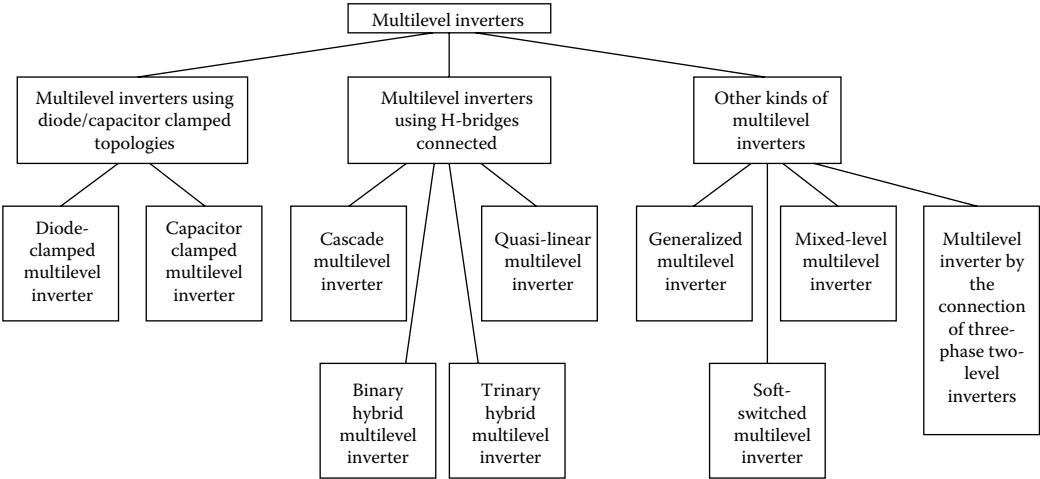 Multilevel inverters
Multilevel inverters using
diode/capacitor clamped
topologies
Multilevel inverters
using H-bridges
connected
Other kinds of
multilevel
inverters
Diode-
clamped
multilevel
inverter
Capacitor
clamped
multilevel
inverter
Cascade
multilevel
inverter
Quasi-linear
multilevel
inverter
Generalized
multilevel
inverter
Mixed-level
multilevel
inverter
Multilevel
inverter by
the
connection
of three-
phase two-
level
inverters
Binary
hybrid
multilevel
inverter
Trinary
hybrid
multilevel
inverter
Soft-
switched
multilevel
inverter